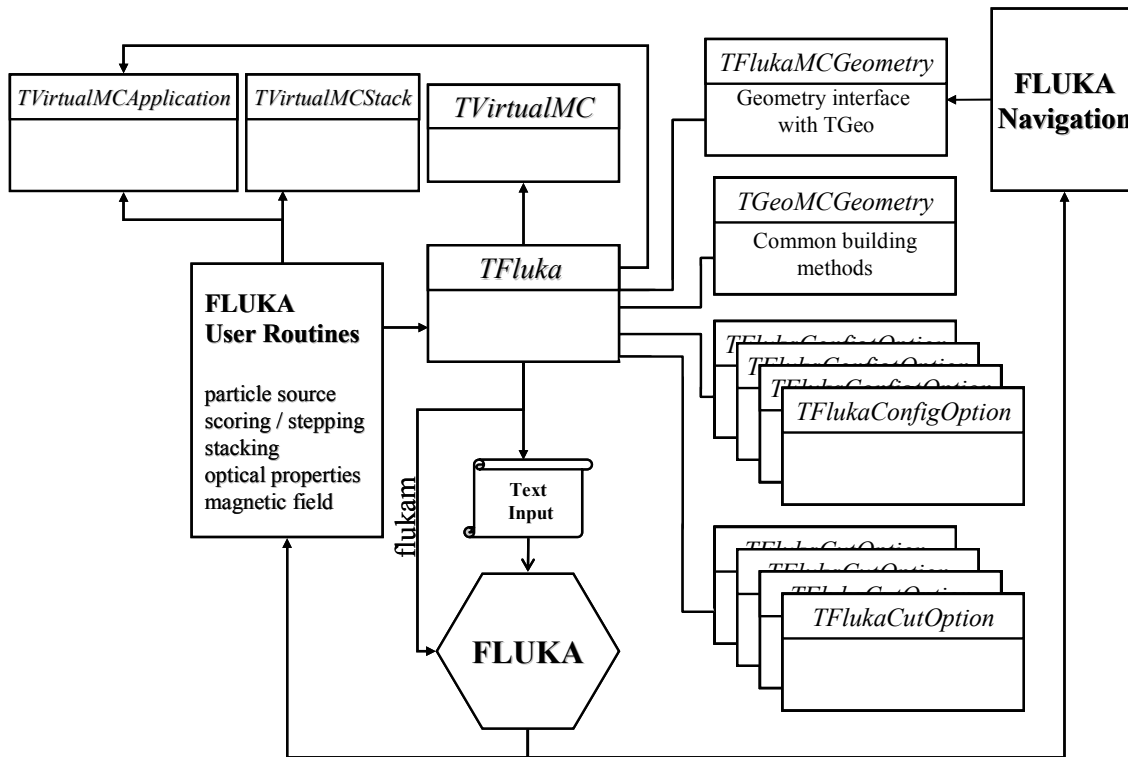 TVirtualMCApplication
TVirtualMCStack
TVirtualMC
TFlukaMCGeometry
Geometry interface
with TGeo
FLUKA
Navigation
TGeoMCGeometry
Common building
methods
TFluka
FLUKA
User Routines
particle source
scoring / stepping
stacking
optical properties
magnetic field
TFlukaConfigOption
flukam
Text
Input
FLUKA
TFlukaCutOption